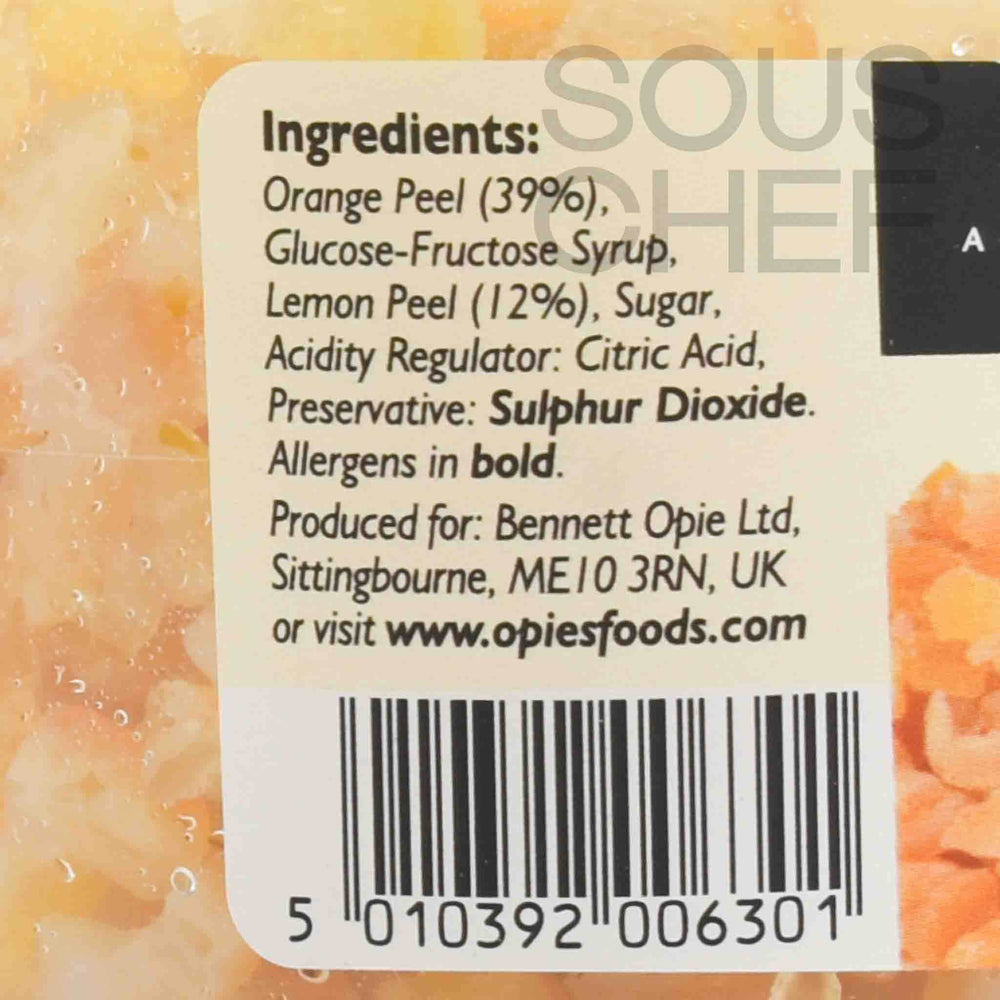 SOUS
CHEF
A
Ingredients:
Orange Peel (39%),
Glucose-Fructose Syrup,
Lemon Peel (12%), Sugar,
Acidity Regulator: Citric Acid,
Preservative: Sulphur Dioxide.
Allergens in bold.
Produced for: Bennett Opie Ltd,
Sittingbourne, ME10 3RN, UK
or visit www.opiesfoods.com
5 010392 006301